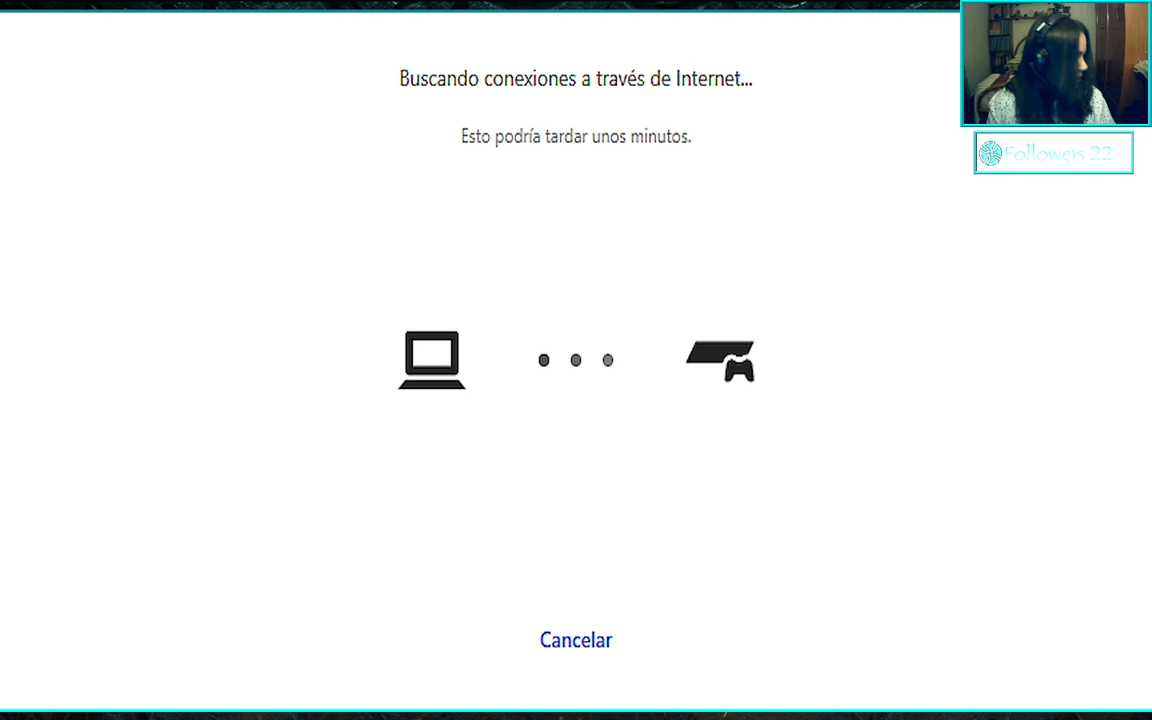 Buscando conexiones a través de Internet...
Esto podría tardar unos minutos.
Followers 22
Cancelar